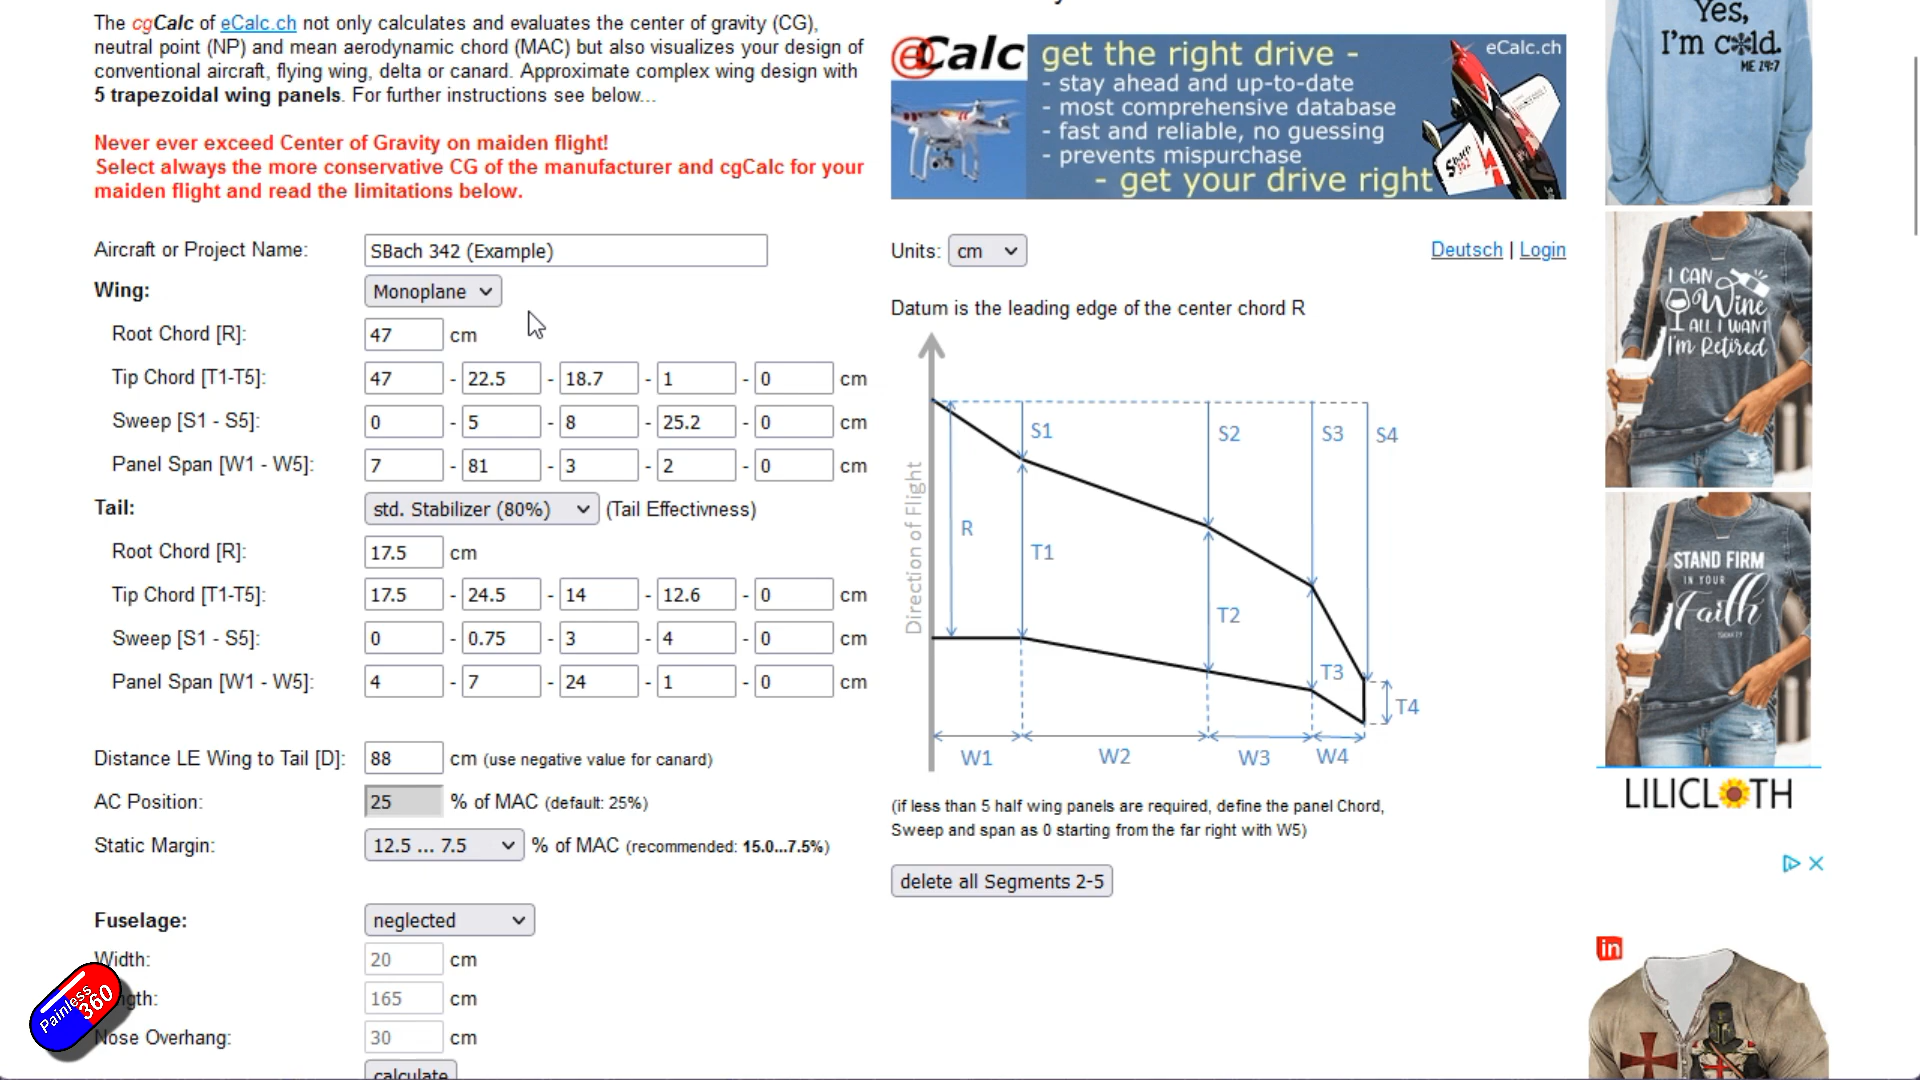 The cgCalc of eCalc.ch not only calculates and evaluates the center of gravity (CG),
neutral point (NP) and mean aerodynamic chord (MAC) but also visualizes your design of
conventional aircraft, flying wing, delta or canard. Approximate complex wing design with
5 trapezoidal wing panels. For further instructions see below...
Never ever exceed Center of Gravity on maiden flight!
Select always the more conservative CG of the manufacturer and cgCalc for your
maiden flight and read the limitations below.
Aircraft or Project Name: SBach 342 (Example)
Wing: Monoplane
Root Chord [R]: 47 cm
Tip Chord [T1-T5]: 47 - 22.5 - 18.7 - 1 - 0 cm
Sweep [S1 - S5]: 0 - 5 - 8 - 25.2 - 0 cm
Panel Span [W1 - W5]: 7 - 81 - 3 - 2 - 0 cm
Tail: std. Stabilizer (80%) (Tail Effectivness)
Root Chord [R]: 17.5 cm
Tip Chord [T1-T5]: 17.5 - 24.5 - 14 - 12.6 - 0 cm
Sweep [S1 - S5]: 0 - 0.75 - 3 - 4 - 0 cm
Panel Span [W1 - W5]: 4 - 7 - 24 - 1 - 0 cm
Distance LE Wing to Tail [D]: 88 cm (use negative value for canard)
AC Position: 25 % of MAC (default: 25%)
Static Margin: 12.5 ... 7.5 % of MAC (recommended: 15.0...7.5%)
Fuselage: neglected
Width: 20 cm
ngth: 165 cm
Nose Overhang: 30 cm
calculate
Painless
360
eCalc
get the right drive -
eCalc.ch
- stay ahead and up-to-date
- most comprehensive database
- fast and reliable, no guessing
- prevents mispurchase
- get your drive right
Units: cm
Deutsch | Login
Datum is the leading edge of the center chord R
Direction of Flight
R
S1
S2
S3
S4
T1
T2
T3
T4
W1
W2
W3
W4
(if less than 5 half wing panels are required, define the panel Chord,
Sweep and span as 0 starting from the far right with W5)
delete all Segments 2-5
Yes,
I'm cold.
ME 24:7
I CAN
Wine
ALL I WANT
I'm Retired
STAND FIRM
IN YOUR
Faith
LILICLOTH
in